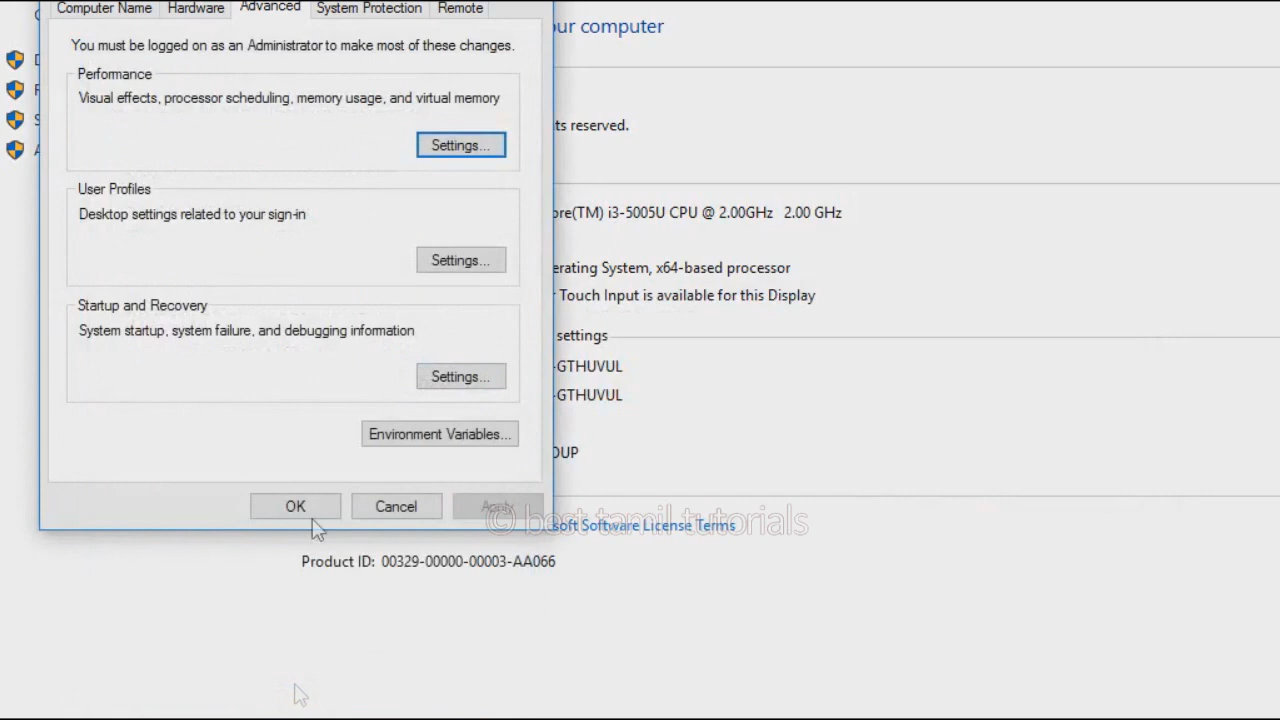 Computer Name Hardware Advanced System Protection Remote
You must be logged on as an Administrator to make most of these changes.
Performance
Visual effects, processor scheduling, memory usage, and virtual memory
Settings...
User Profiles
Desktop settings related to your sign-in
Settings...
Startup and Recovery
System startup, system failure, and debugging information
Settings...
Environment Variables...
OK Cancel Apply
our computer
ts reserved.
ore(TM) i3-5005U CPU @ 2.00GHz 2.00 GHz
erating System, x64-based processor
r Touch Input is available for this Display
settings
-GTHUVUL
-GTHUVUL
OUP
© best tamil tutorials
soft Software License Terms
Product ID: 00329-00000-00003-AA066